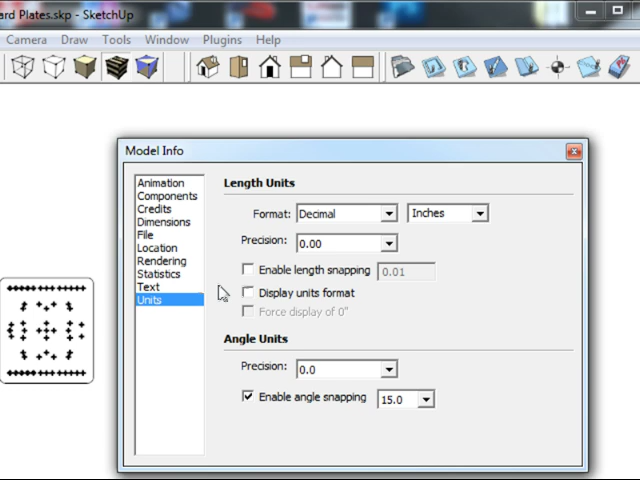 ard Plates.skp - SketchUp
Camera Draw Tools Window Plugins Help
Model Info
Animation
Components
Credits
Dimensions
File
Location
Rendering
Statistics
Text
Units
Length Units
Format: Decimal Inches
Precision: 0.00
Enable length snapping 0.01
Display units format
Force display of 0"
Angle Units
Precision: 0.0
Enable angle snapping 15.0